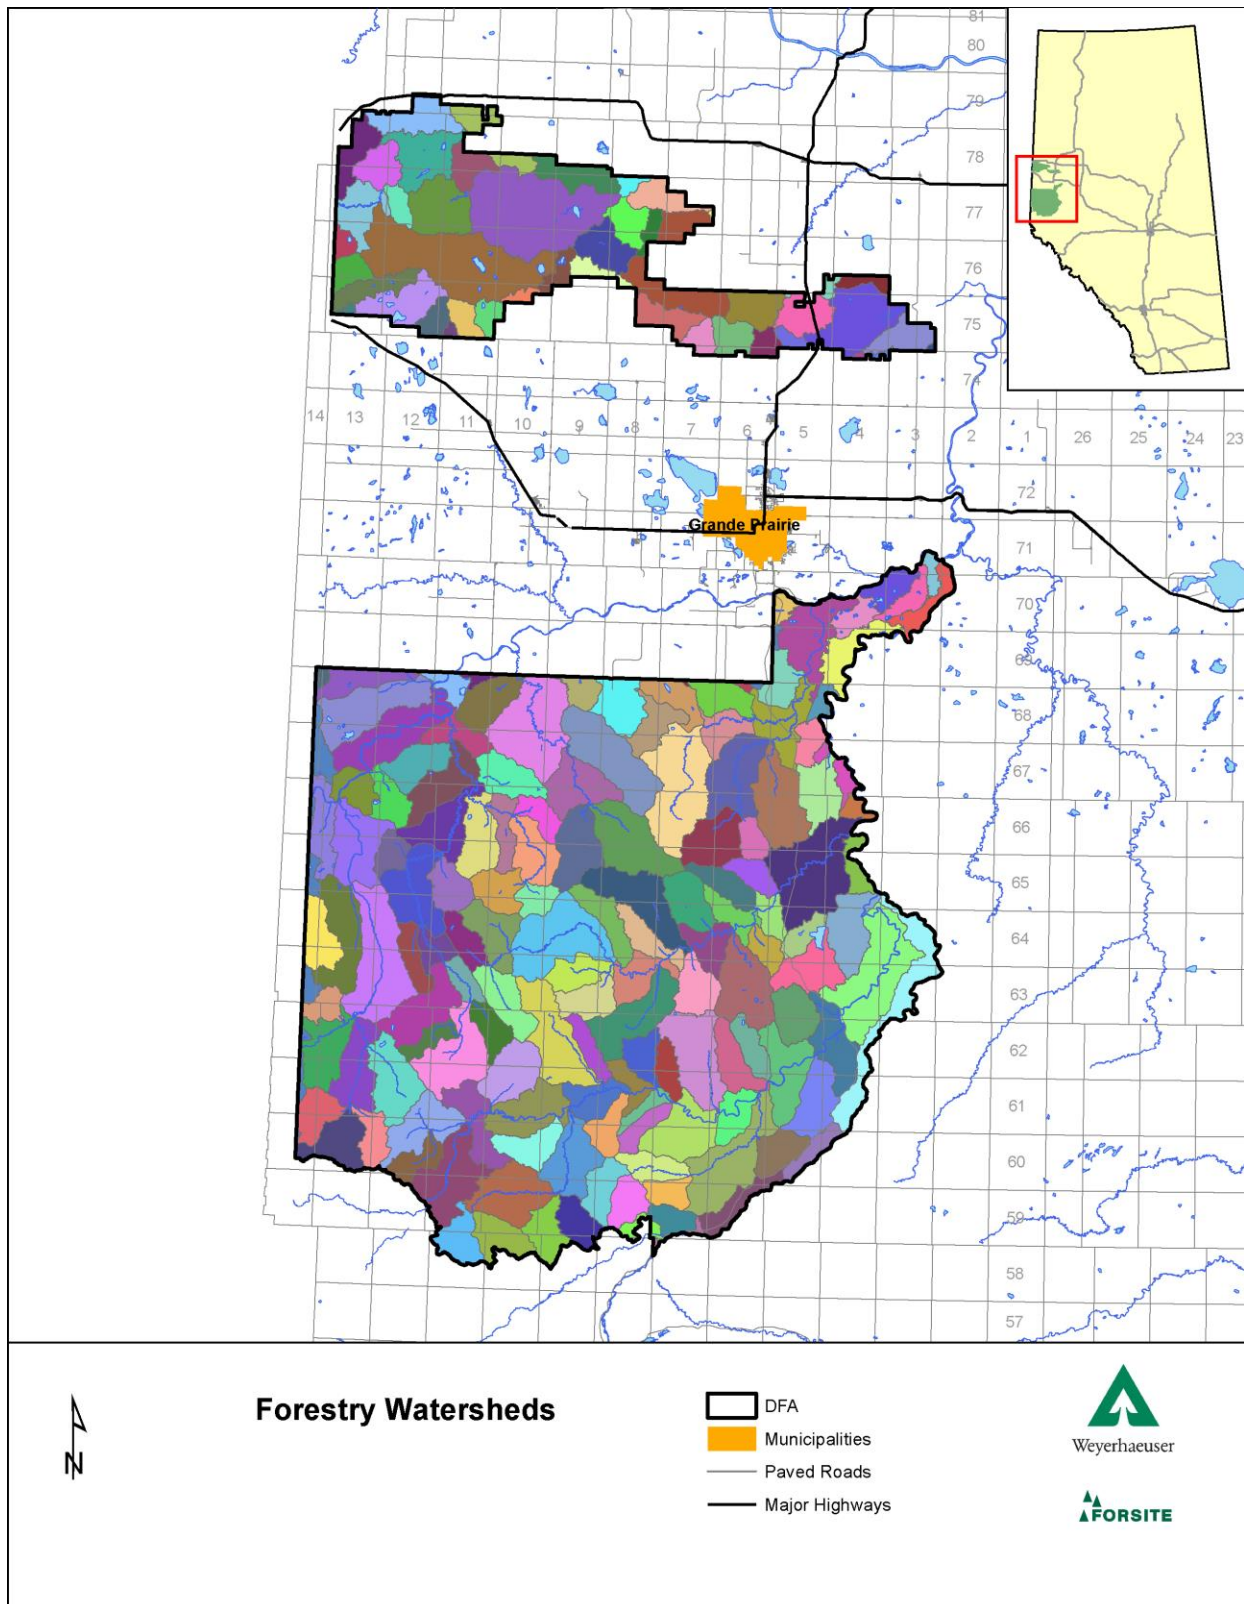 81
80
79
78
77
76
75
74
14 13 12 11 10 9 8 7 6 5 4 3 2 1 26 25 24 23
72
Grande Prairie
71
70
69
68
67
66
65
64
63
62
61
60
59
58
57
Forestry Watersheds
N
DFA
Municipalities
Paved Roads
Major Highways
Weyerhaeuser
FORSITE